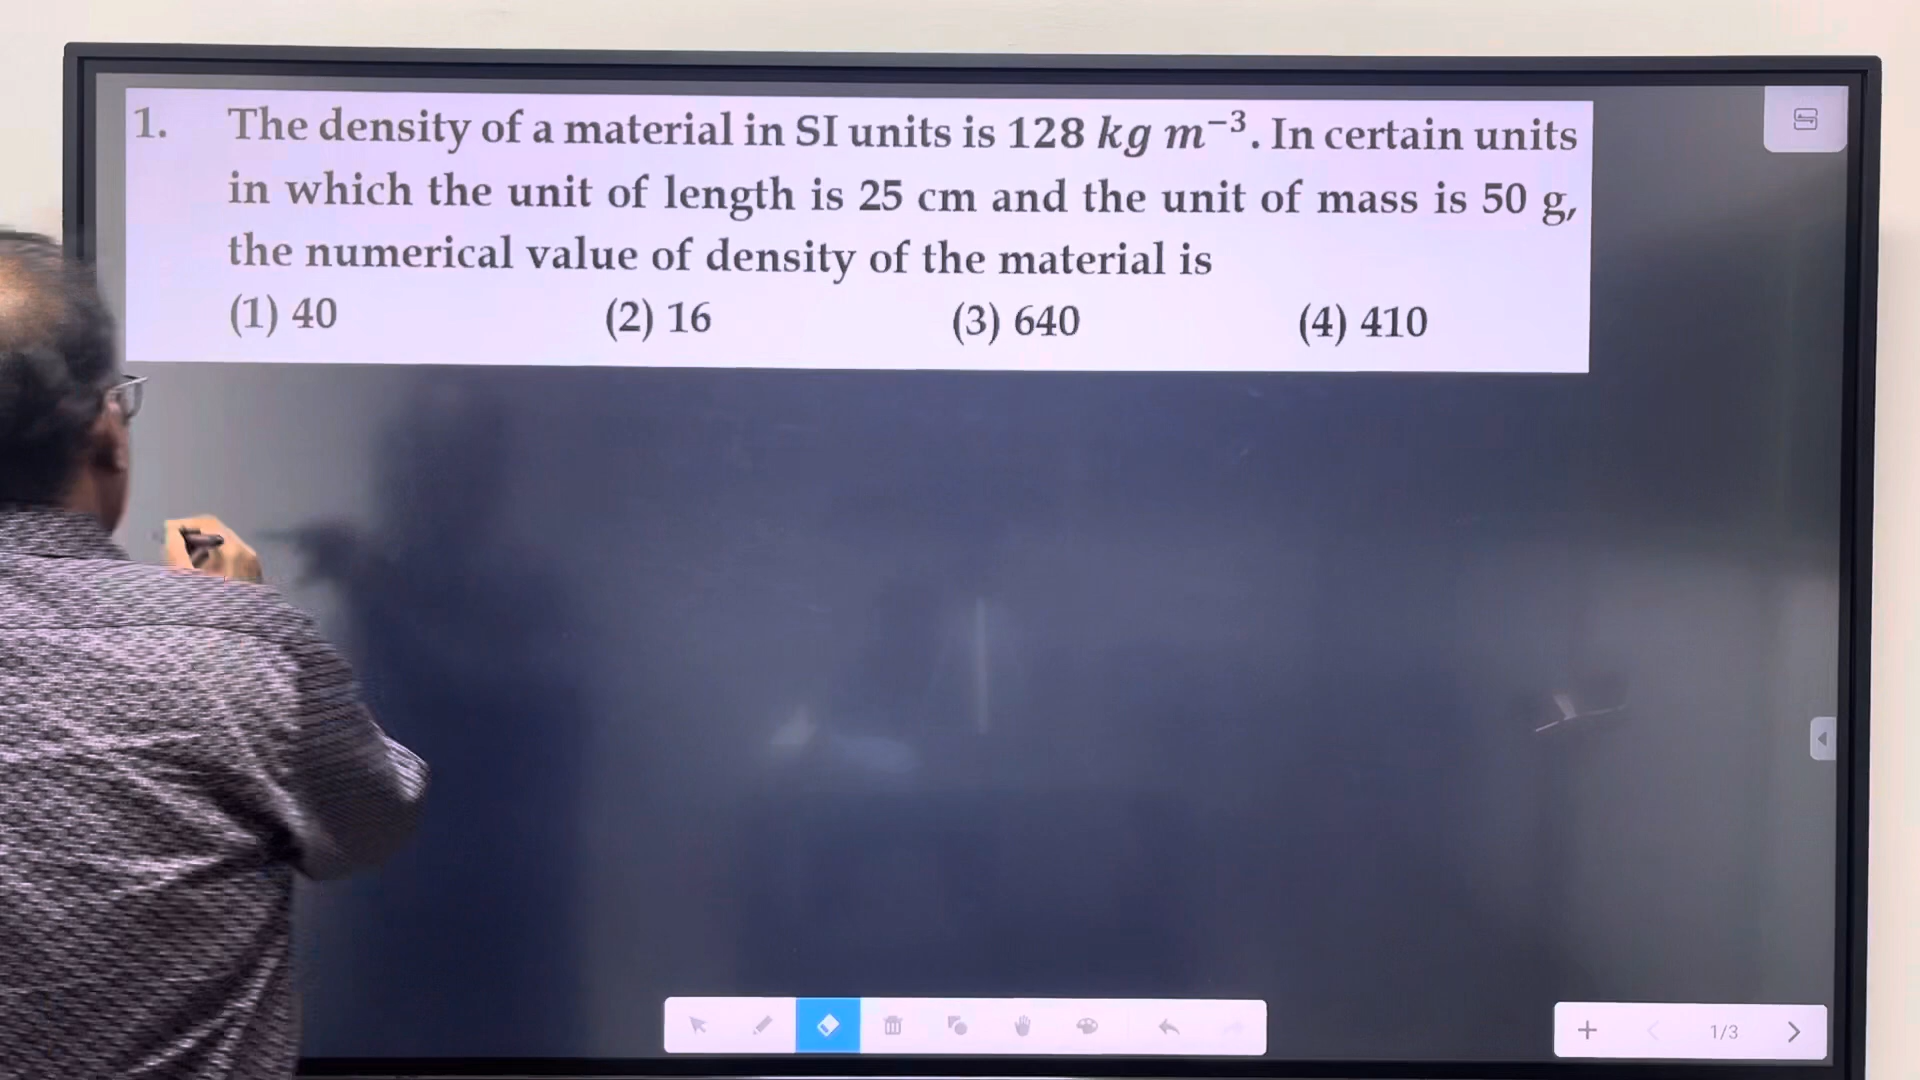 1. The density of a material in SI units is 128 kg m⁻³. In certain units
in which the unit of length is 25 cm and the unit of mass is 50 g,
the numerical value of density of the material is
(1) 40 (2) 16 (3) 640 (4) 410
1/3